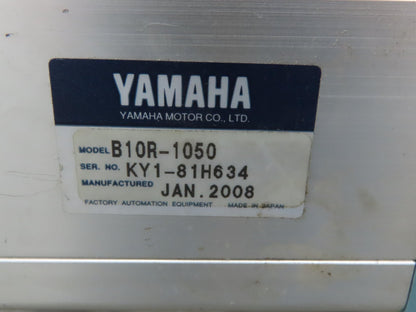 YAMAHA
YAMAHA MOTOR CO., LTD.
MODEL B10R-1050
SER. NO. KY1-81H634
MANUFACTURED JAN. 2008
FACTORY AUTOMATION EQUIPMENT MADE IN JAPAN